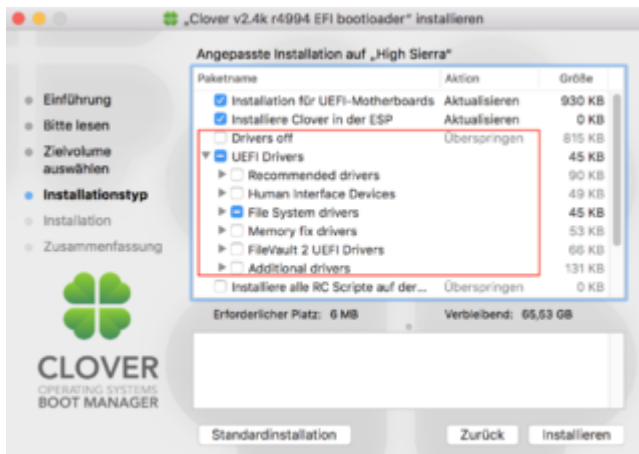 „Clover v2.4k r4994 EFI bootloader“ installieren
Angepasste Installation auf „High Sierra“
Paketname Aktion Größe
Installation für UEFI-Motherboards Aktualisieren 930 KB
Installiere Clover in der ESP Aktualisieren 0 KB
Drivers off Überspringen 815 KB
UEFI Drivers 45 KB
Recommended drivers 90 KB
Human Interface Devices 49 KB
File System drivers 45 KB
Memory fix drivers 53 KB
FileVault 2 UEFI Drivers 66 KB
Additional drivers 131 KB
Installiere alle RC Scripte auf der... Überspringen 0 KB
Einführung
Bitte lesen
Zielvolume
auswählen
Installationstyp
Installation
Zusammenfassung
Erforderlicher Platz: 6 MB Verbleibend: 65,53 GB
CLOVER
OPERATING SYSTEMS
BOOT MANAGER
Standardinstallation Zurück Installieren